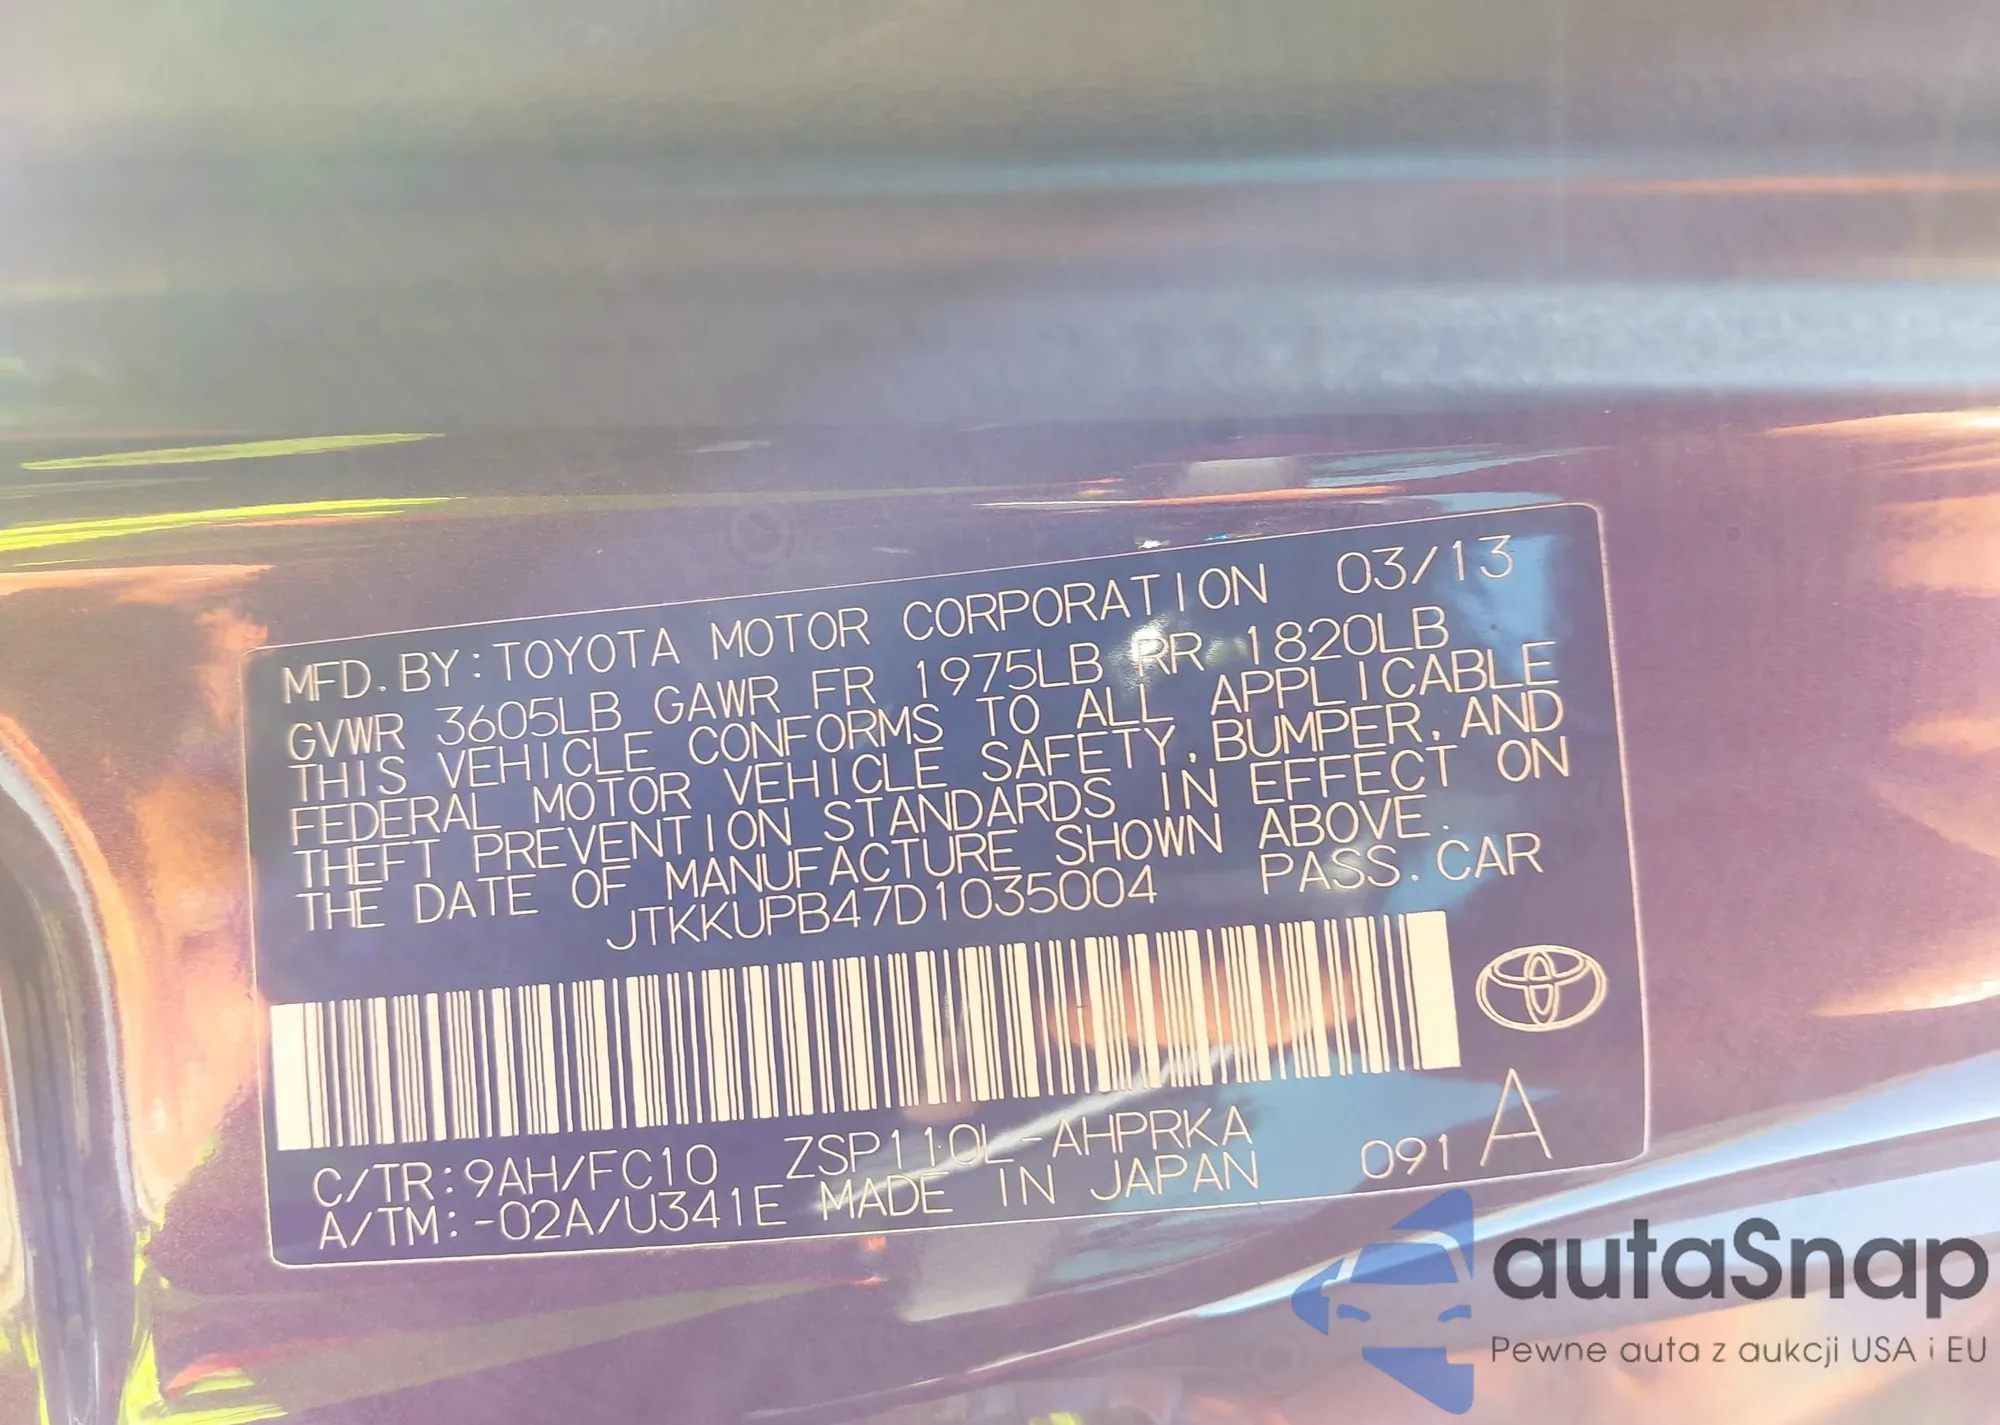 MFD.BY:TOYOTA MOTOR CORPORATION 03/13
GVWR 3605LB GAWR FR 1975LB RR 1820LB
THIS VEHICLE CONFORMS TO ALL APPLICABLE
FEDERAL MOTOR VEHICLE SAFETY,BUMPER,AND
THEFT PREVENTION STANDARDS IN EFFECT ON
THE DATE OF MANUFACTURE SHOWN ABOVE.
JTKKUPB47D1035004 PASS.CAR
C/TR:9AH/FC10 ZSP110L-AHPRKA
A/TM:-02A/U341E MADE IN JAPAN 091 A
autaSnap
Pewne auta z aukcji USA i EU